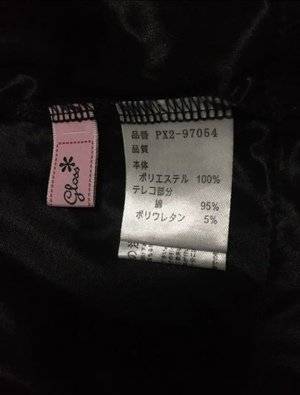 *
Gloss
品番 PX2-97054
品質
本体
ポリエステル 100%
テレコ部分
綿 95%
ポリウレタン 5%